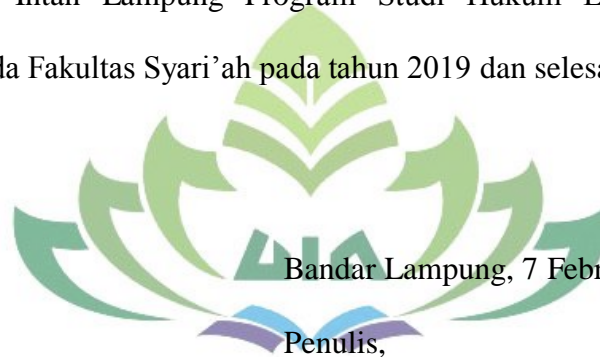 Intan Lampung Program Studi Hukum E
da Fakultas Syari’ah pada tahun 2019 dan seles
UIN
Bandar Lampung, 7 Febr
Penulis,